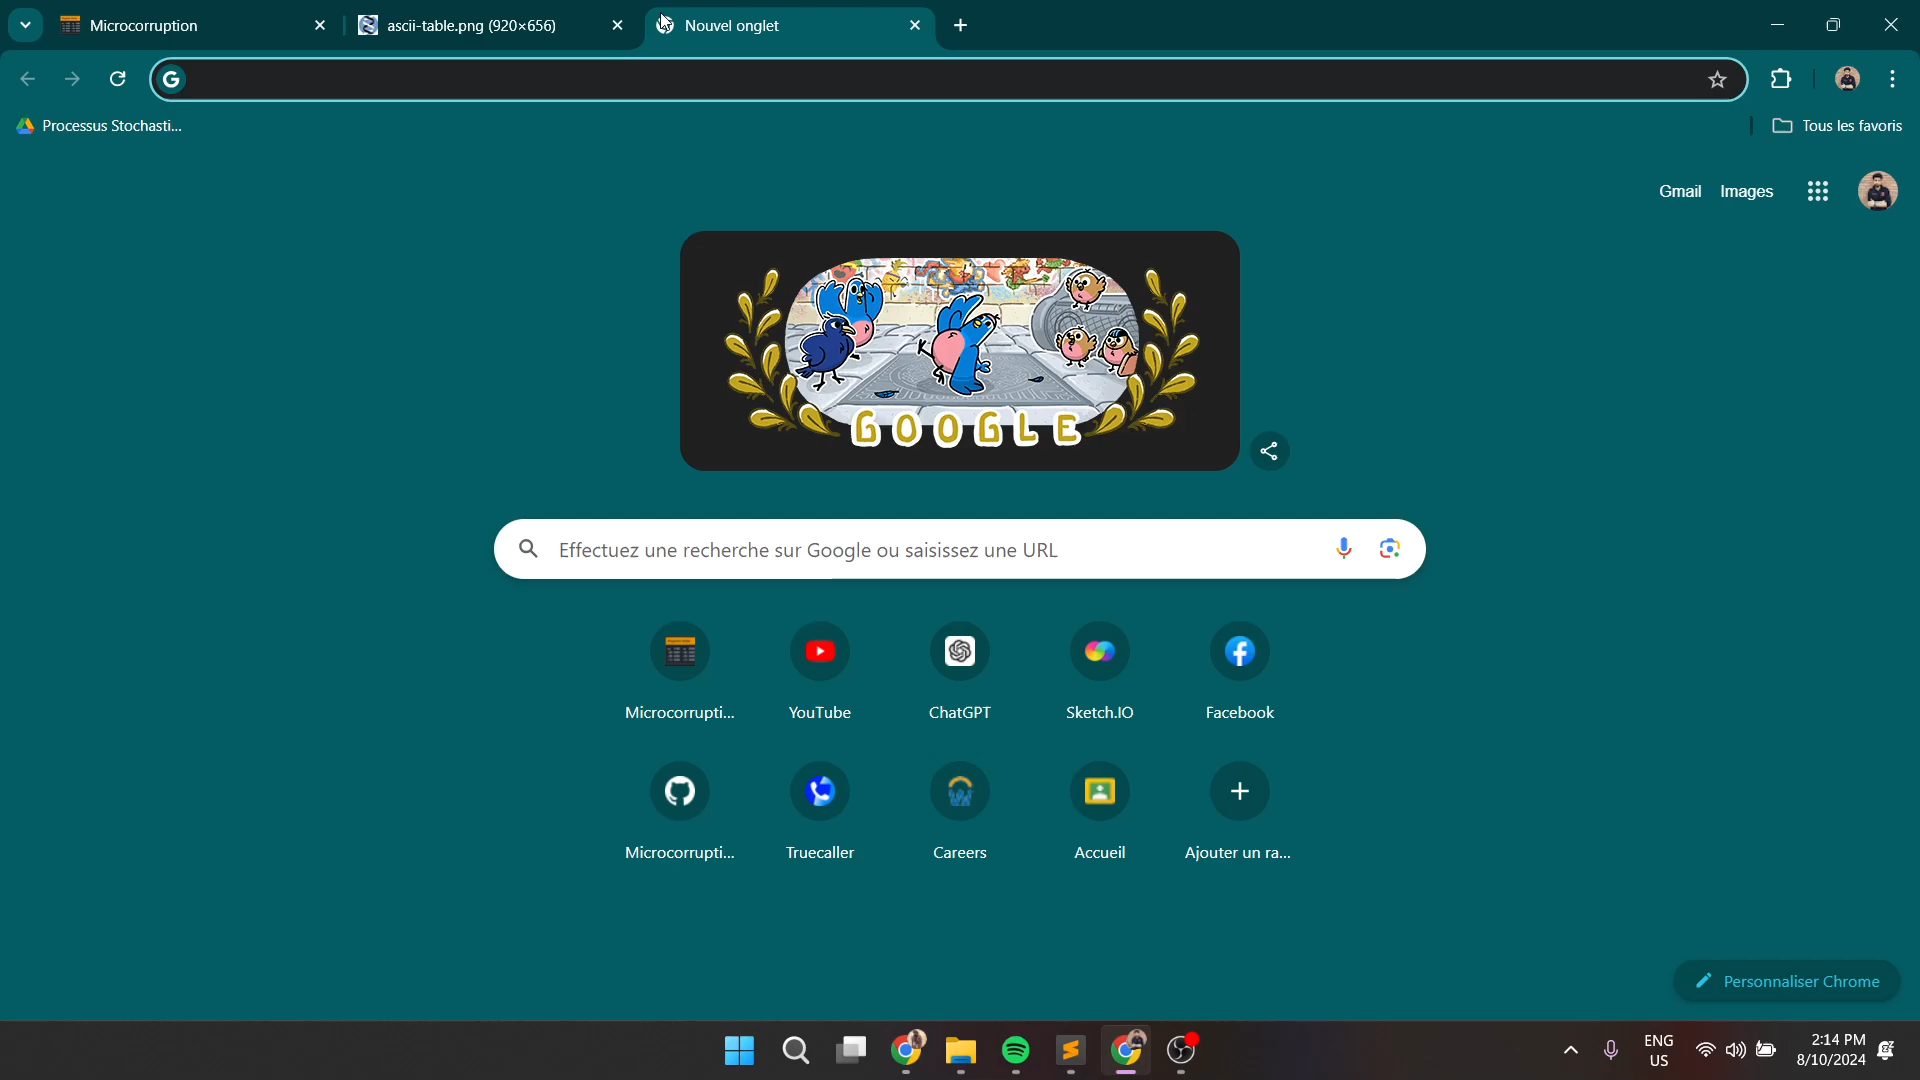 Microcorruption
ascii-table.png (920×656)
Nouvel onglet
Processus Stochasti...
Tous les favoris
Gmail Images
GOOGLE
Effectuez une recherche sur Google ou saisissez une URL
Microcorrupti... YouTube ChatGPT Sketch.IO Facebook
Microcorrupti... Truecaller Careers Accueil Ajouter un ra...
Personnaliser Chrome
ENG
US
2:14 PM
8/10/2024